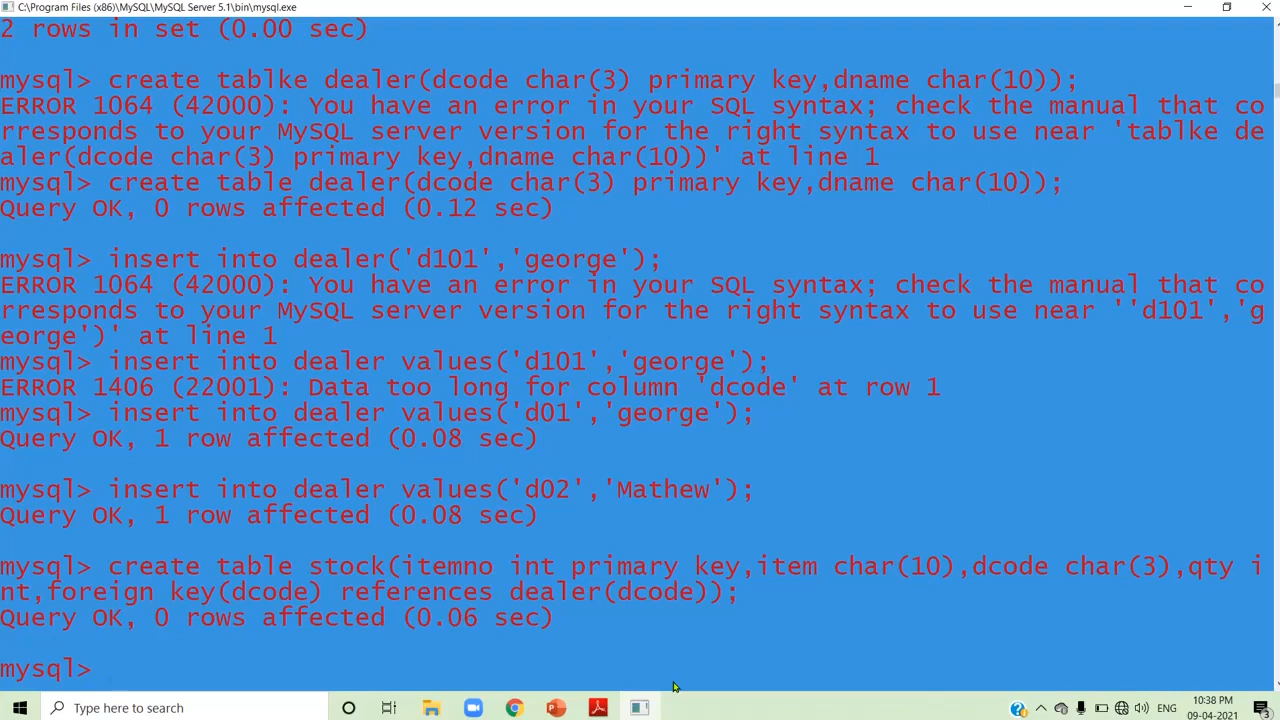 C:\Program Files (x86)\MySQL\MySQL Server 5.1\bin\mysql.exe
2 rows in set (0.00 sec)
mysql> create tablke dealer(dcode char(3) primary key,dname char(10));
ERROR 1064 (42000): You have an error in your SQL syntax; check the manual that co
rresponds to your MySQL server version for the right syntax to use near 'tablke de
aler(dcode char(3) primary key,dname char(10))' at line 1
mysql> create table dealer(dcode char(3) primary key,dname char(10));
Query OK, 0 rows affected (0.12 sec)
mysql> insert into dealer('d101','george');
ERROR 1064 (42000): You have an error in your SQL syntax; check the manual that co
rresponds to your MySQL server version for the right syntax to use near ''d101','g
eorge')' at line 1
mysql> insert into dealer values('d101','george');
ERROR 1406 (22001): Data too long for column 'dcode' at row 1
mysql> insert into dealer values('d01','george');
Query OK, 1 row affected (0.08 sec)
mysql> insert into dealer values('d02','Mathew');
Query OK, 1 row affected (0.08 sec)
mysql> create table stock(itemno int primary key,item char(10),dcode char(3),qty i
nt,foreign key(dcode) references dealer(dcode));
Query OK, 0 rows affected (0.06 sec)
mysql>
Type here to search
ENG
10:38 PM
09-04-2021
3